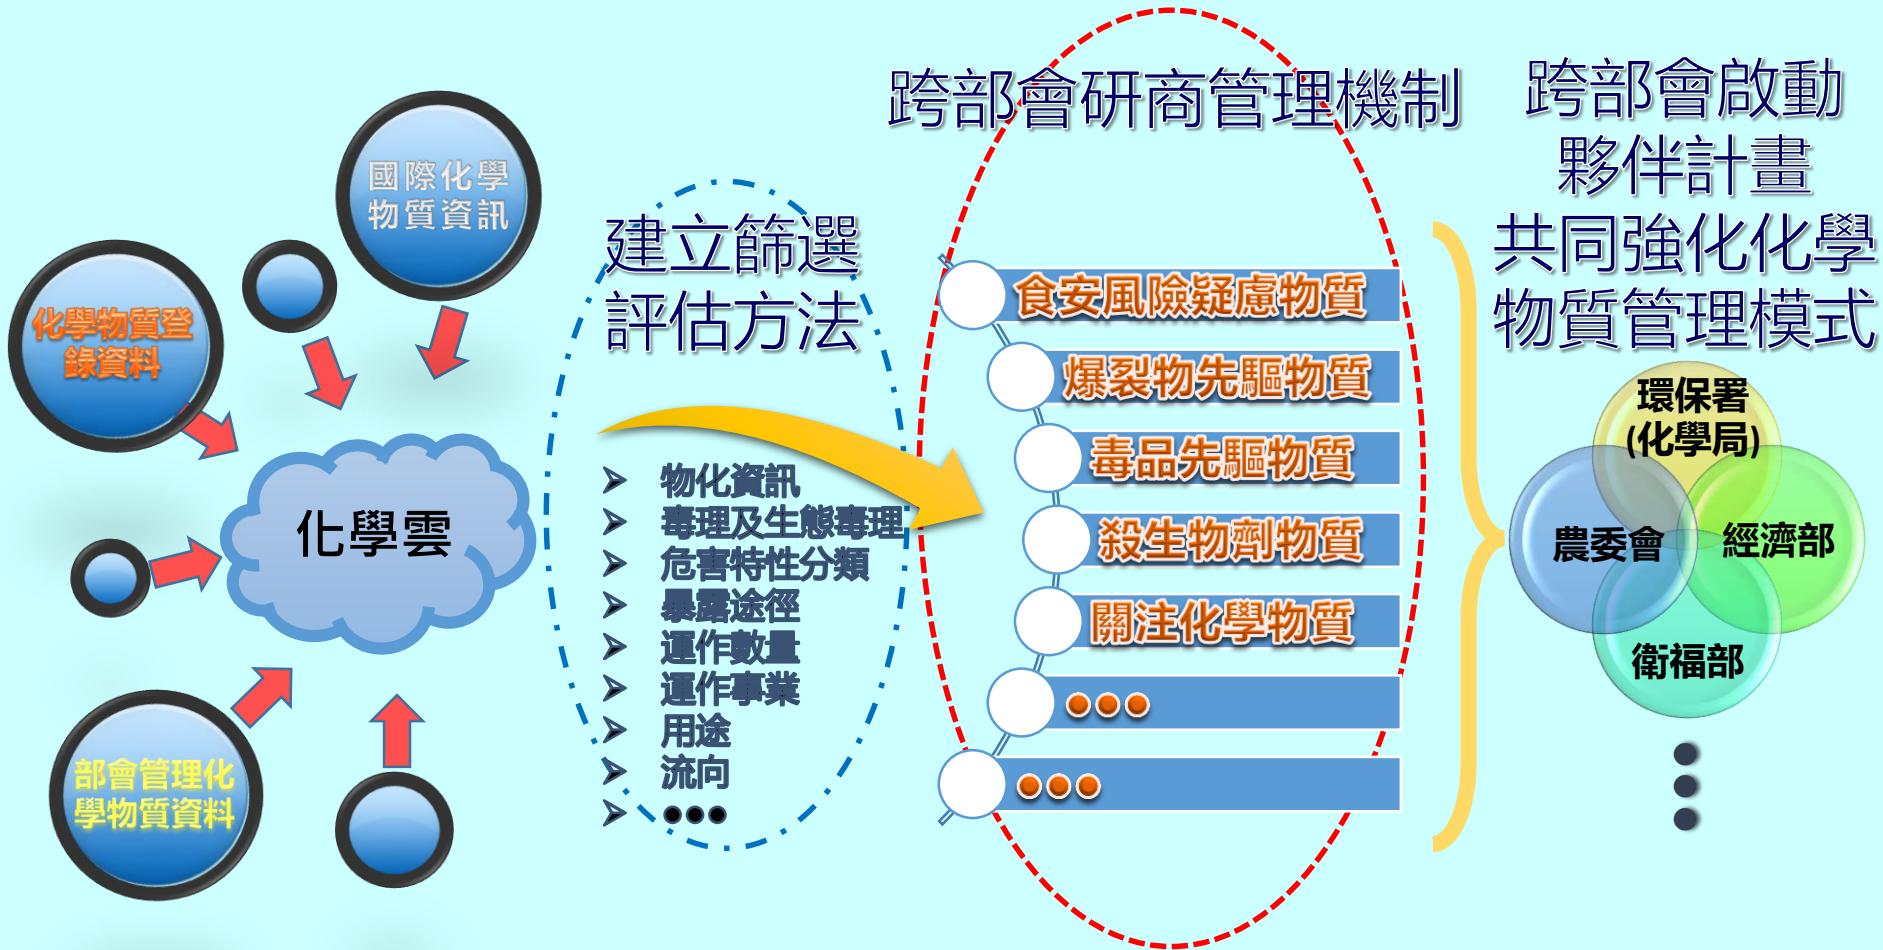 國際化學
物質資訊
化學物質登
錄資料
化學雲
部會管理化
學物質資料
建立篩選
評估方法
➢ 物化資訊
➢ 毒理及生態毒理
➢ 危害特性分類
➢ 暴露途徑
➢ 運作數量
➢ 運作事業
➢ 用途
➢ 流向
➢ ●●●
跨部會研商管理機制
食安風險疑慮物質
爆裂物先驅物質
毒品先驅物質
殺生物劑物質
關注化學物質
●●●
●●●
跨部會啟動
夥伴計畫
共同強化化學
物質管理模式
環保署
(化學局)
農委會
經濟部
衛福部